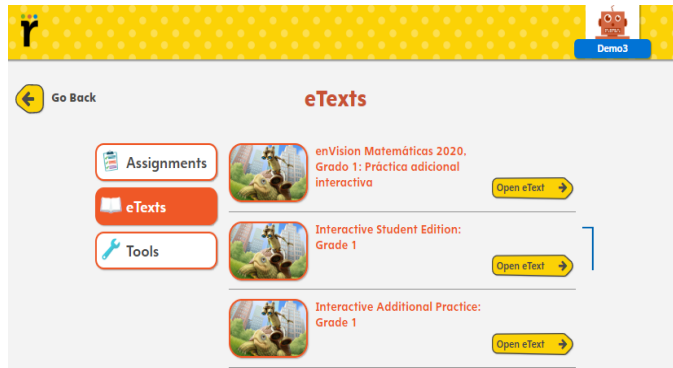 r
Demo3
Go Back
eTexts
Assignments
eTexts
Tools
enVision Matemáticas 2020.
Grado 1: Práctica adicional
interactiva
Open eText
Interactive Student Edition:
Grade 1
Open eText
Interactive Additional Practice:
Grade 1
Open eText